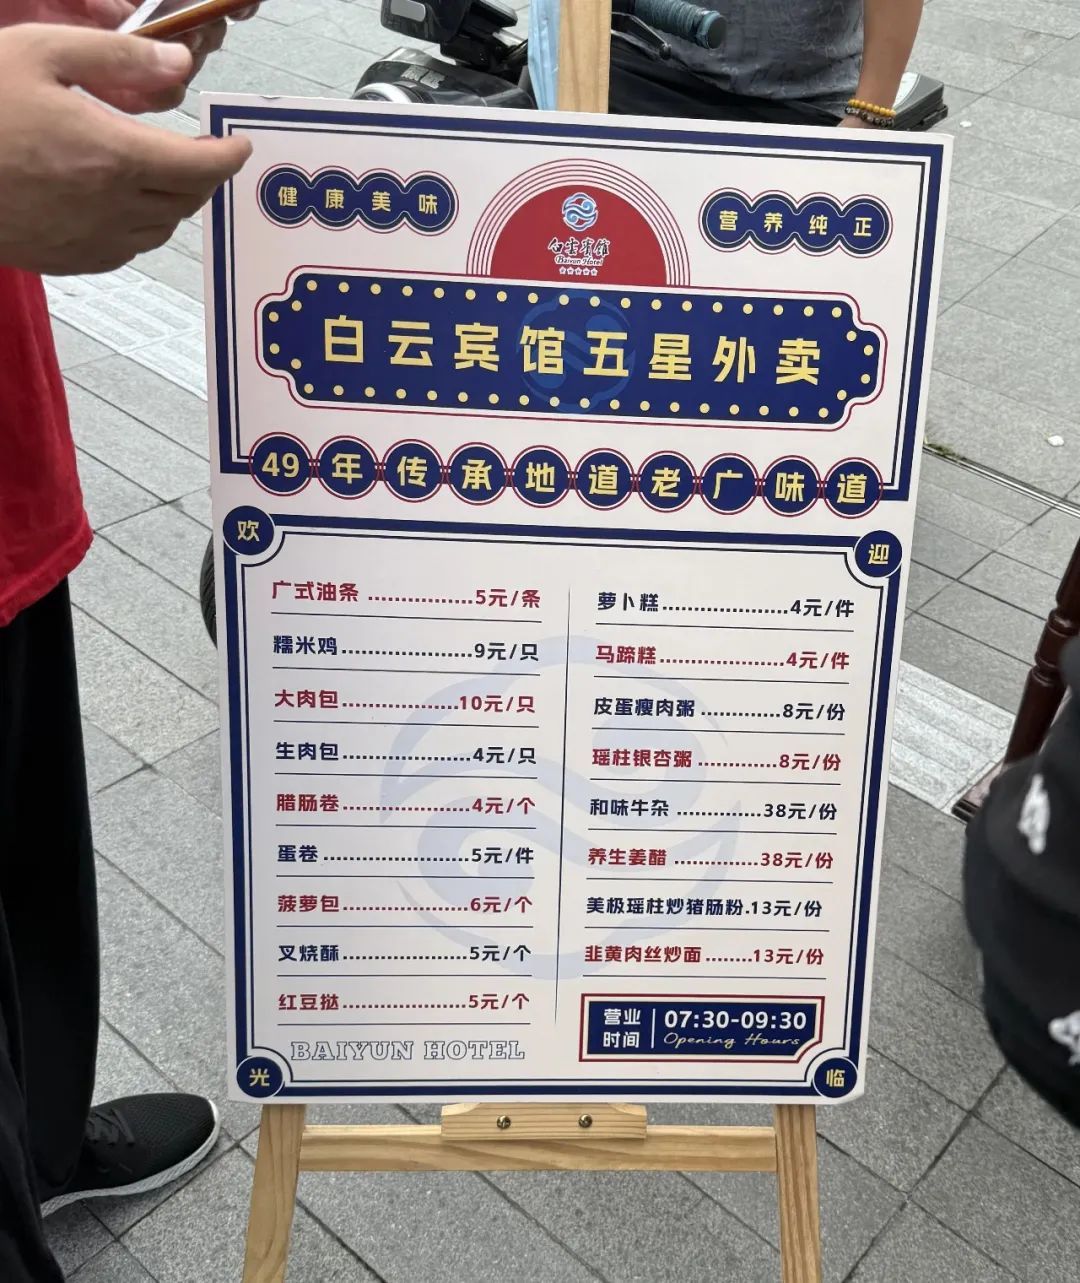 健康美味
白云宾馆
Baiyun Hotel
营养纯正
白云宾馆五星外卖
49年传承地道老广味道
欢
迎
广式油条..................5元/条
糯米鸡......................9元/只
大肉包....................10元/只
生肉包......................4元/只
腊肠卷......................4元/个
蛋卷.........................5元/件
菠萝包......................6元/个
叉烧酥......................5元/个
红豆挞......................5元/个
BAIYUN HOTEL
萝卜糕.....................4元/件
马蹄糕.....................4元/件
皮蛋瘦肉粥.............8元/份
瑶柱银杏粥.............8元/份
和味牛杂...............38元/份
养生姜醋...............38元/份
美极瑶柱炒猪肠粉.13元/份
韭黄肉丝炒面........13元/份
营业时间
07:30-09:30
Opening Hours
光
临